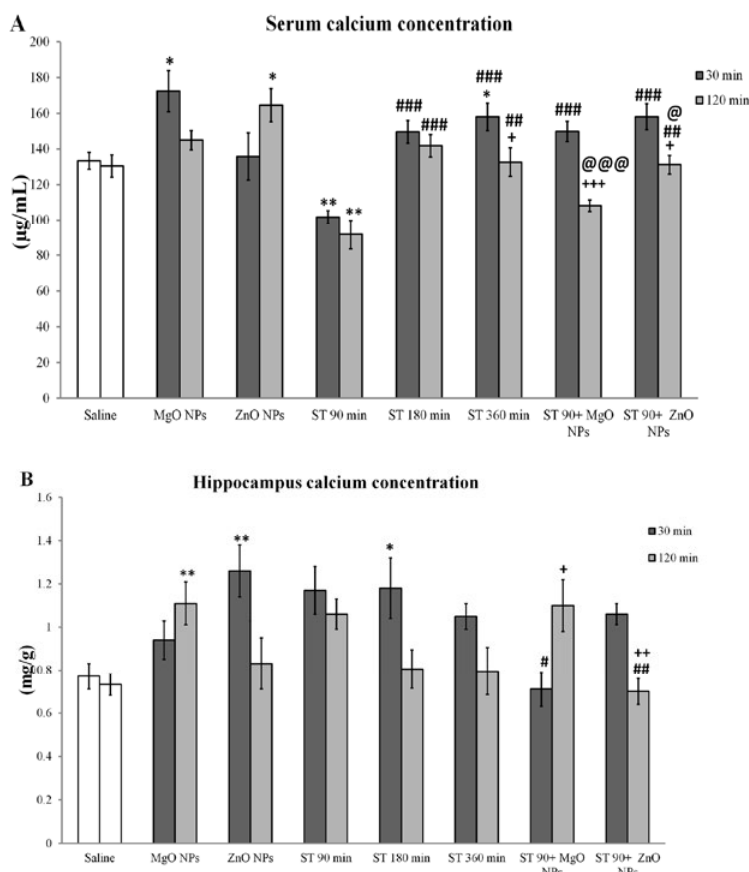 A
Serum calcium concentration
(µg/mL)
200
180
160
140
120
100
80
60
40
20
0
*
*
**
**
###
###
###
*
##
+
###
@@@
+++
###
@
##
+
30 min
120 min
Saline
MgO NPs
ZnO NPs
ST 90 min
ST 180 min
ST 360 min
ST 90+ MgO
NPs
ST 90+ ZnO
NPs
B
Hippocampus calcium concentration
(mg/g)
1.6
1.4
1.2
1
0.8
0.6
0.4
0.2
0
**
**
*
#
+
++
##
30 min
120 min
Saline
MgO NPs
ZnO NPs
ST 90 min
ST 180 min
ST 360 min
ST 90+ MgO
NPs
ST 90+ ZnO
NPs